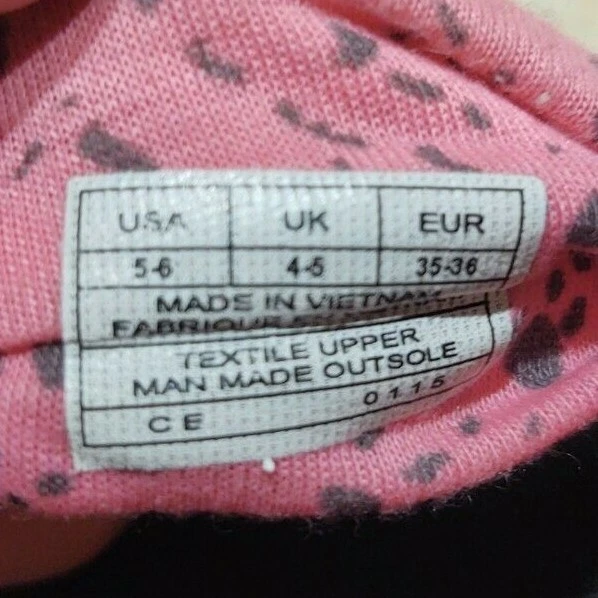 USA UK EUR
5-6 4-5 35-36
MADE IN VIETNAM
FABRIQUE
TEXTILE UPPER
MAN MADE OUTSOLE
CE 0115